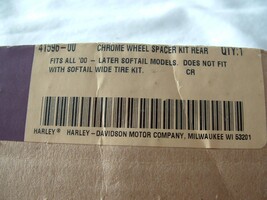 41596-00 CHROME WHEEL SPACER KIT REAR QTY.1
FITS ALL '00 - LATER SOFTAIL MODELS. DOES NOT FIT
WITH SOFTAIL WIDE TIRE KIT. CR
HARLEY ® HARLEY-DAVIDSON MOTOR COMPANY, MILWAUKEE WI 53201